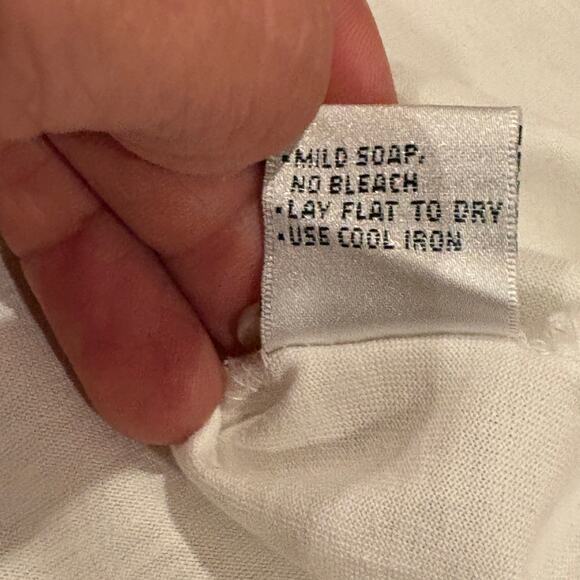 •MILD SOAP,
NO BLEACH
•LAY FLAT TO DRY
•USE COOL IRON